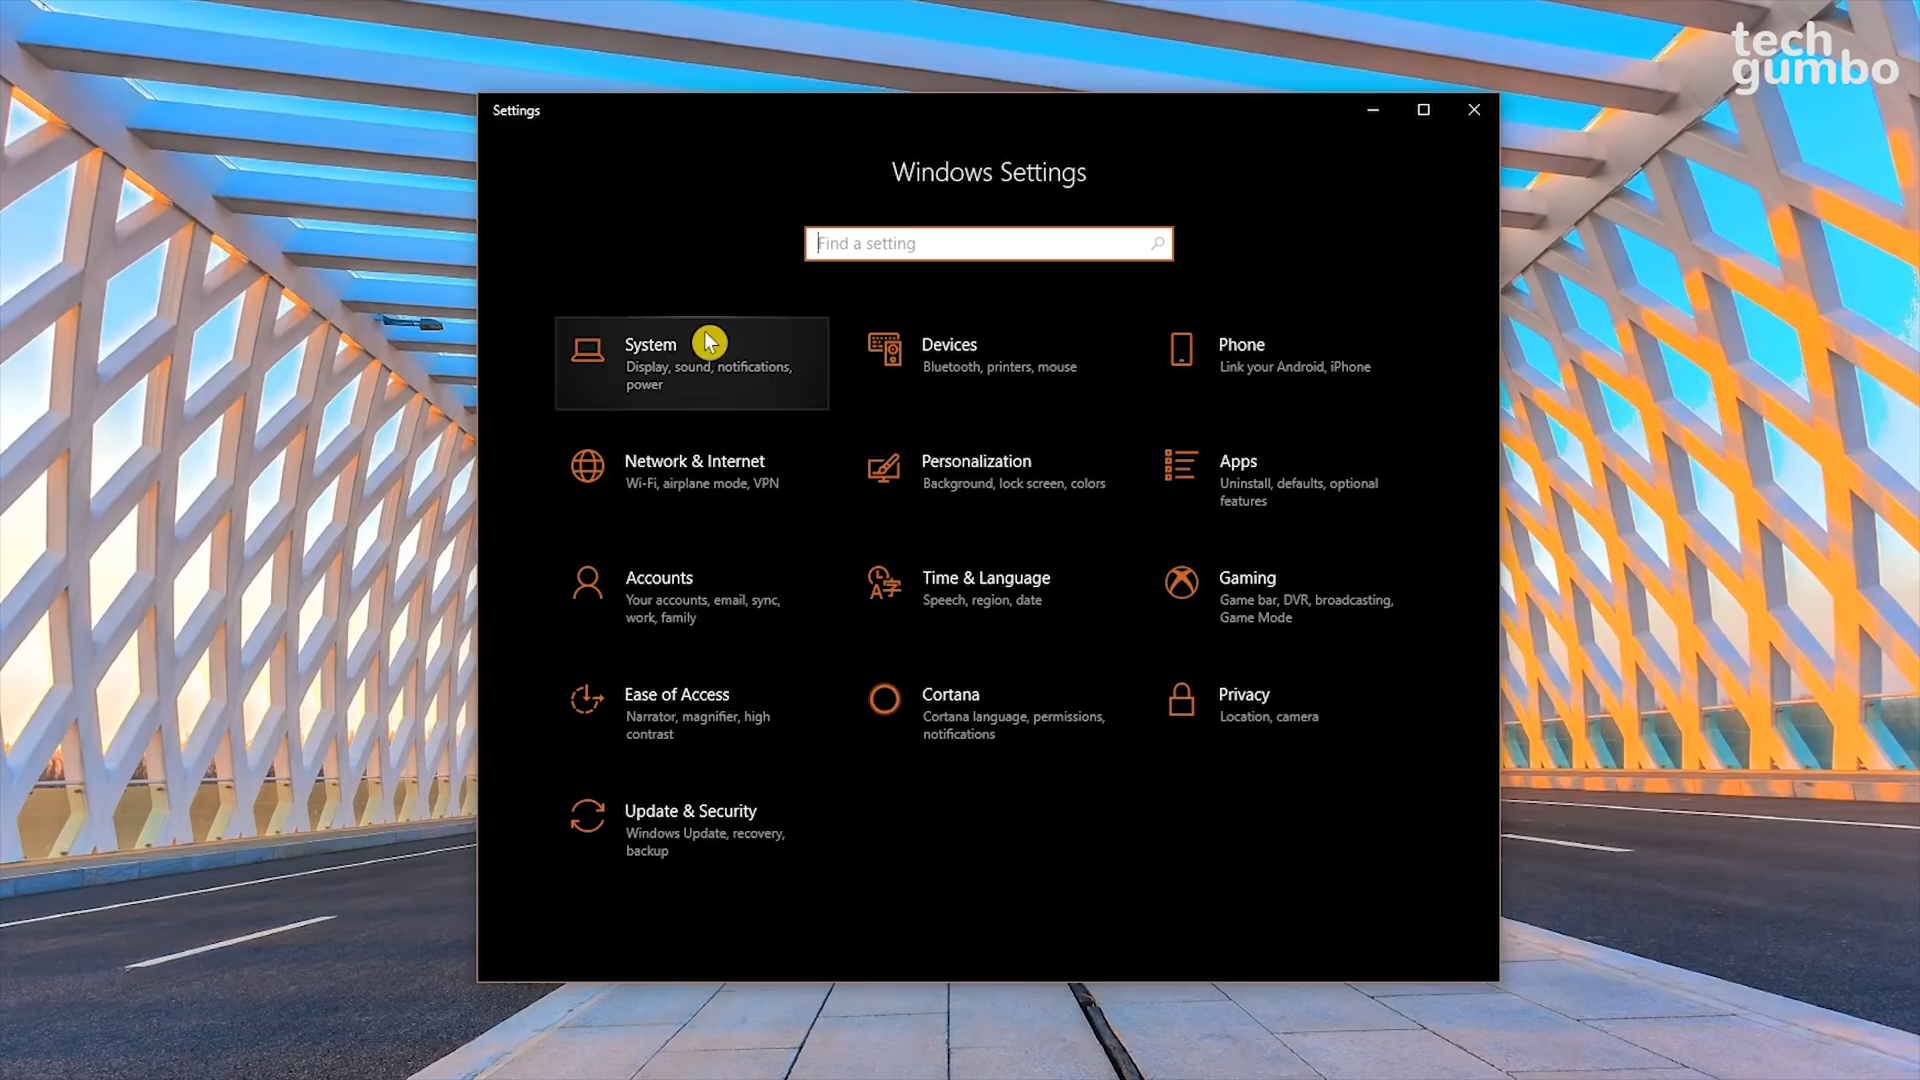 tech
gumbo
Settings
Windows Settings
Find a setting
System
Display, sound, notifications,
power
Devices
Bluetooth, printers, mouse
Phone
Link your Android, iPhone
Network & Internet
Wi-Fi, airplane mode, VPN
Personalization
Background, lock screen, colors
Apps
Uninstall, defaults, optional
features
Accounts
Your accounts, email, sync,
work, family
Time & Language
Speech, region, date
Gaming
Game bar, DVR, broadcasting,
Game Mode
Ease of Access
Narrator, magnifier, high
contrast
Cortana
Cortana language, permissions,
notifications
Privacy
Location, camera
Update & Security
Windows Update, recovery,
backup